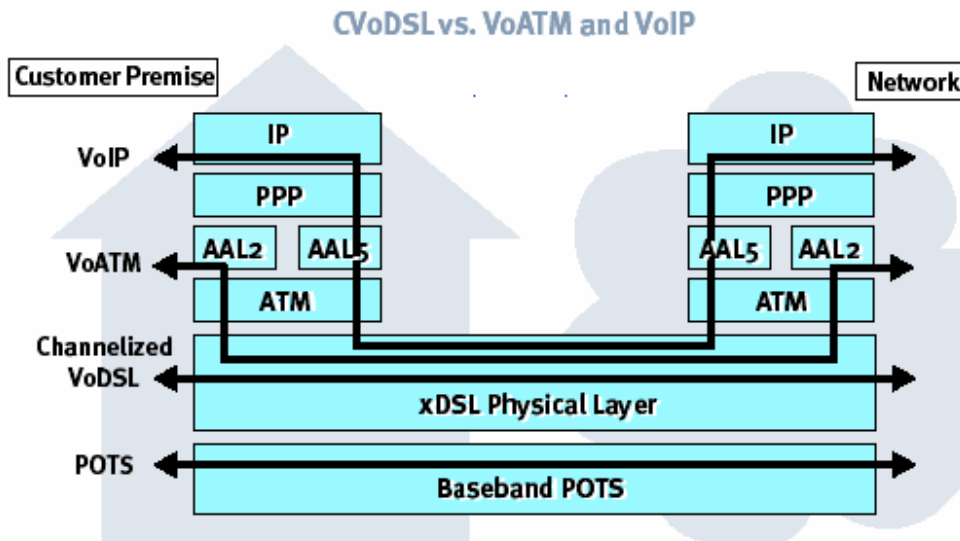 CVoDSL vs. VoATM and VoIP
Customer Premise
Network
IP
IP
VoIP
PPP
PPP
AAL2
AAL5
AAL5
AAL2
VoATM
ATM
ATM
Channelized
VoDSL
xDSL Physical Layer
POTS
Baseband POTS